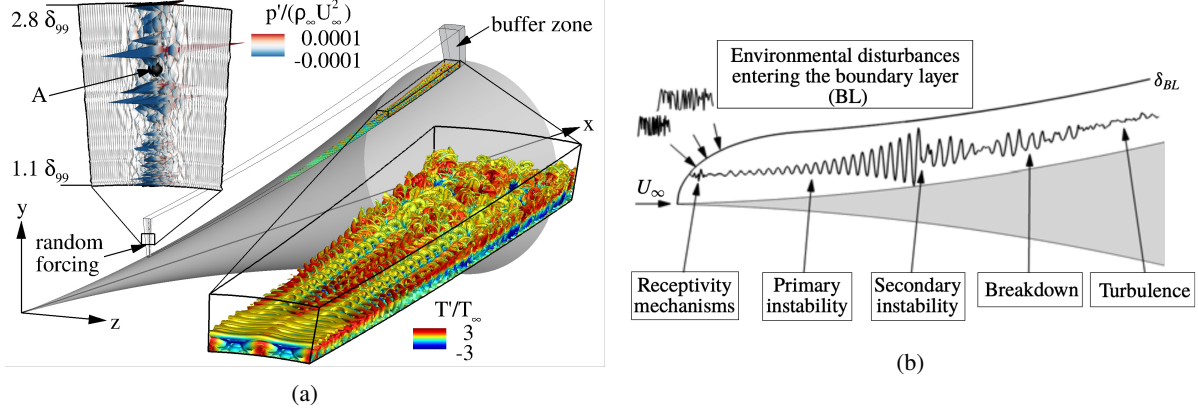 2.8 δ99
p'/(ρ∞U²∞)
0.0001
-0.0001
buffer zone
A
x
1.1 δ99
y
random
forcing
z
T'/T∞
3
-3
(a)
Environmental disturbances
entering the boundary layer
(BL)
δBL
U∞
Receptivity
mechanisms
Primary
instability
Secondary
instability
Breakdown
Turbulence
(b)